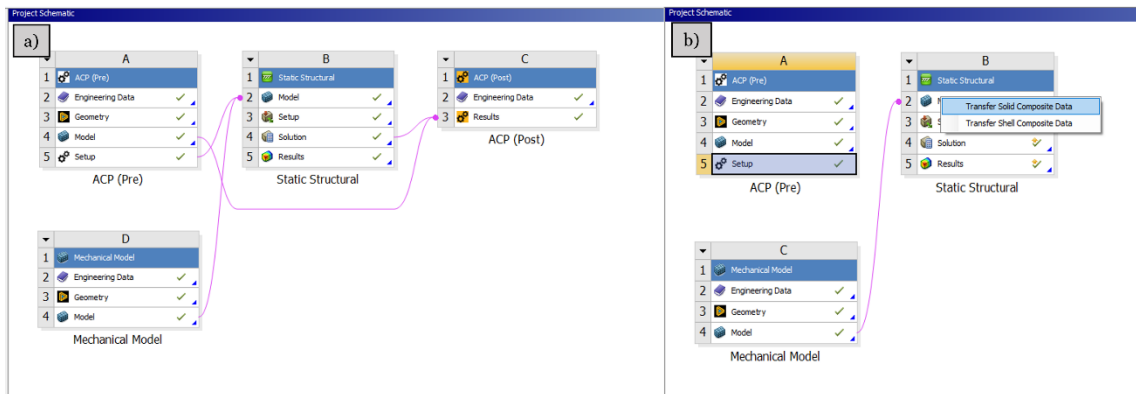 Project Schematic
a)
A
1 ACP (Pre)
2 Engineering Data
3 Geometry
4 Model
5 Setup
ACP (Pre)
B
1 Static Structural
2 Model
3 Setup
4 Solution
5 Results
Static Structural
C
1 ACP (Post)
2 Engineering Data
3 Results
ACP (Post)
D
1 Mechanical Model
2 Engineering Data
3 Geometry
4 Model
Mechanical Model
Project Schematic
b)
A
1 ACP (Pre)
2 Engineering Data
3 Geometry
4 Model
5 Setup
ACP (Pre)
B
1 Static Structural
2
Transfer Solid Composite Data
3
Transfer Shell Composite Data
4 Solution
5 Results
Static Structural
C
1 Mechanical Model
2 Engineering Data
3 Geometry
4 Model
Mechanical Model